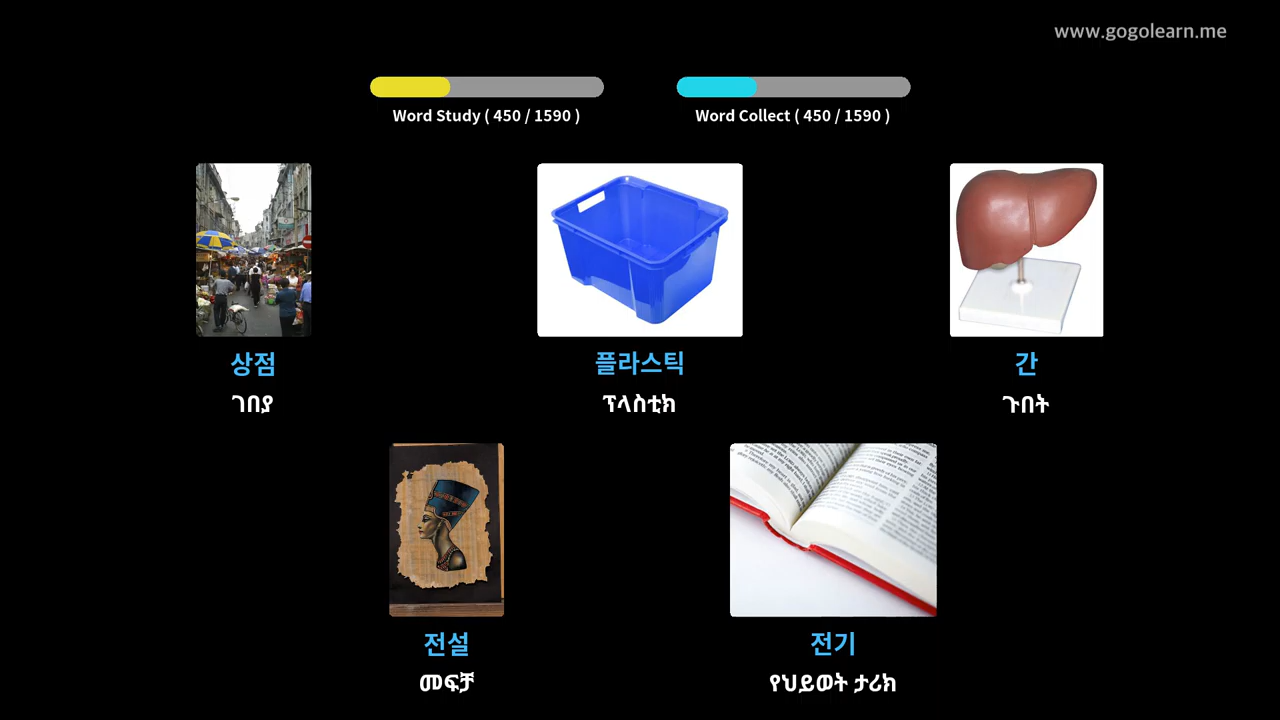 www.gogolearn.me
Word Study ( 450 / 1590 )
Word Collect ( 450 / 1590 )
상점
플라스틱
간
ገበያ
ፕላስቲክ
ጉበት
전설
전기
መፍቻ
የህይወት ታሪክ